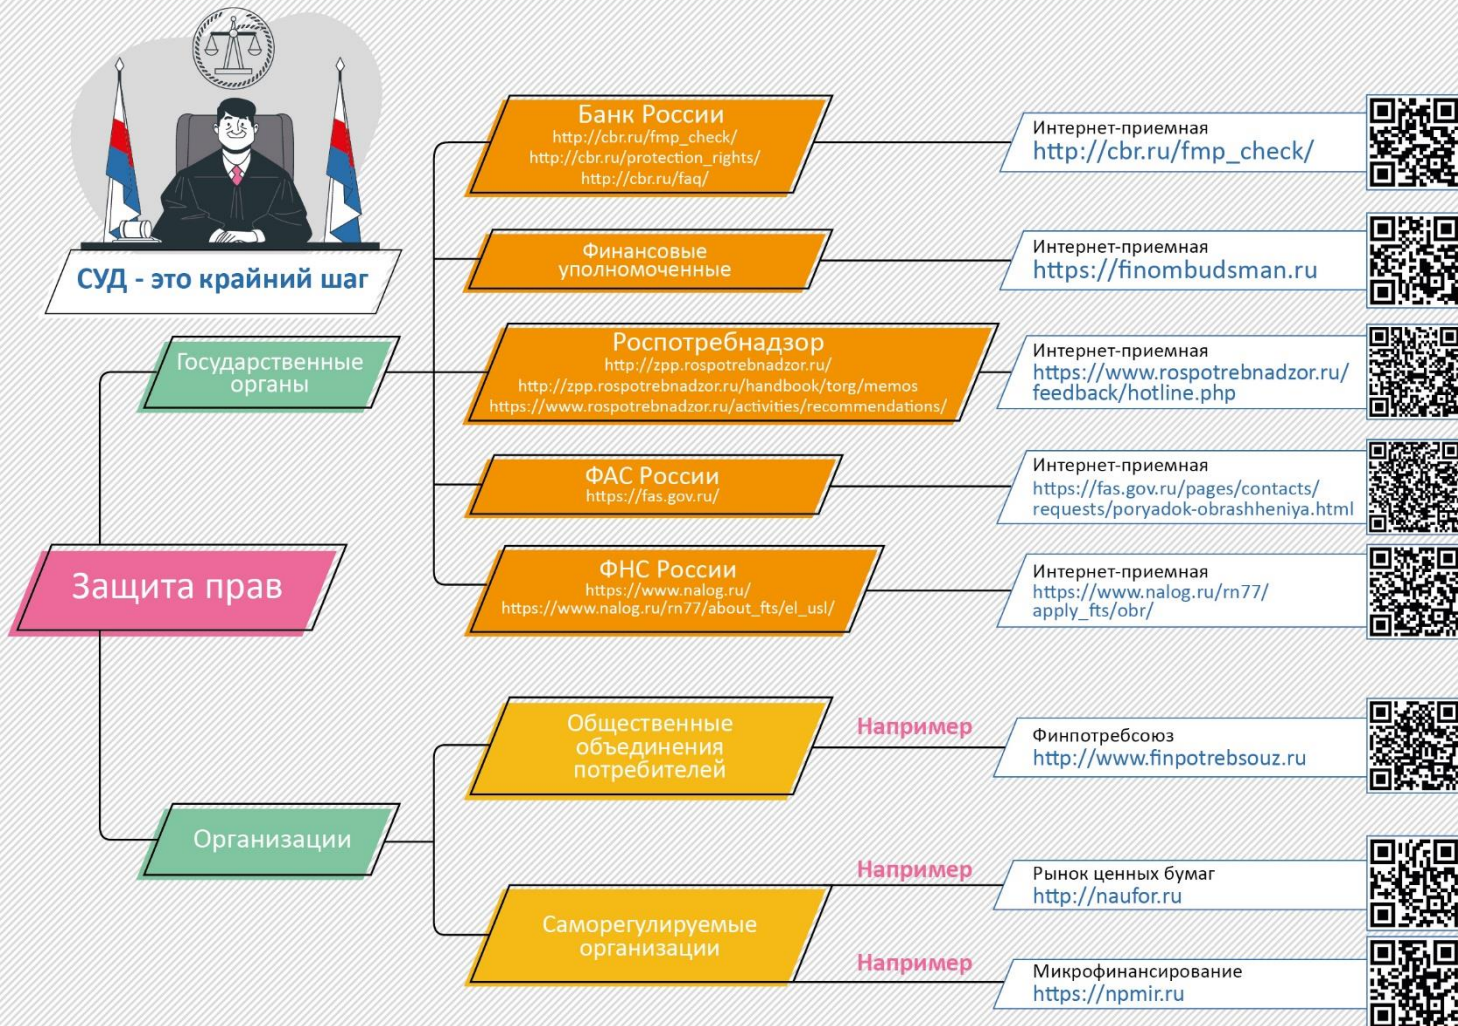 СУД - это крайний шаг
Защита прав
Государственные
органы
Банк России
http://cbr.ru/fmp_check/
http://cbr.ru/protection_rights/
http://cbr.ru/faq/
Интернет-приемная
http://cbr.ru/fmp_check/
Финансовые
уполномоченные
Интернет-приемная
https://finombudsman.ru
Роспотребнадзор
http://zpp.rospotrebnadzor.ru/
http://zpp.rospotrebnadzor.ru/handbook/torg/memos
https://www.rospotrebnadzor.ru/activities/recommendations/
Интернет-приемная
https://www.rospotrebnadzor.ru/
feedback/hotline.php
ФАС России
https://fas.gov.ru/
Интернет-приемная
https://fas.gov.ru/pages/contacts/
requests/poryadok-obrashheniya.html
ФНС России
https://www.nalog.ru/
https://www.nalog.ru/rn77/about_fts/el_usl/
Интернет-приемная
https://www.nalog.ru/rn77/
apply_fts/obr/
Организации
Общественные
объединения
потребителей
Например
Финпотребсоюз
http://www.finpotrebsouz.ru
Саморегулируемые
организации
Например
Рынок ценных бумаг
http://naufor.ru
Например
Микрофинансирование
https://npmir.ru